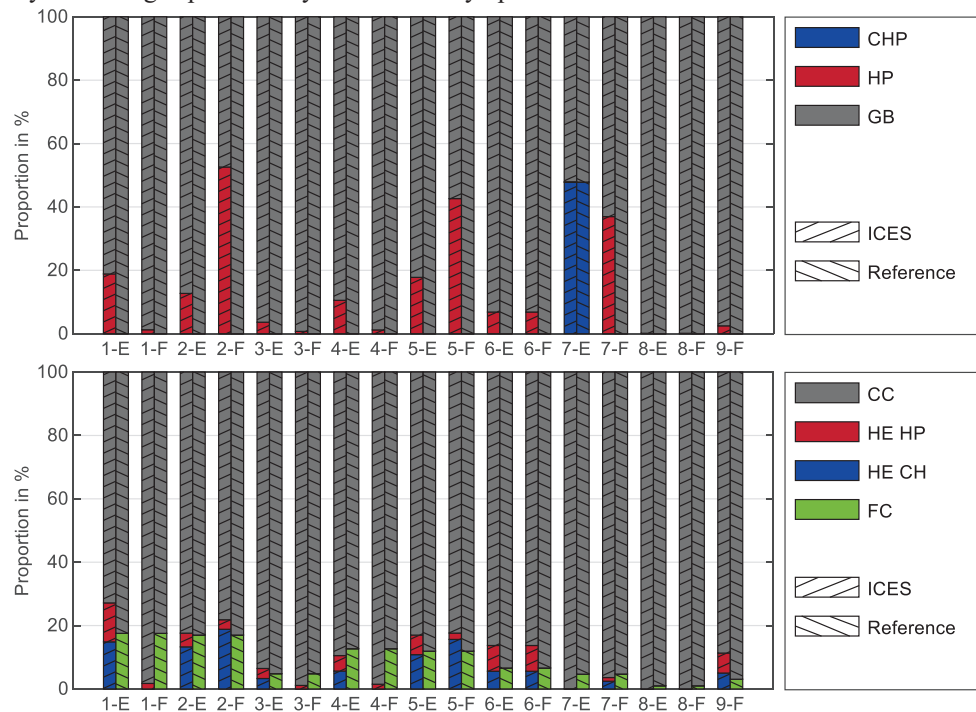 100
80
60
40
20
0
Proportion in %
1-E 1-F 2-E 2-F 3-E 3-F 4-E 4-F 5-E 5-F 6-E 6-F 7-E 7-F 8-E 8-F 9-F
CHP
HP
GB
ICES
Reference
100
80
60
40
20
0
Proportion in %
1-E 1-F 2-E 2-F 3-E 3-F 4-E 4-F 5-E 5-F 6-E 6-F 7-E 7-F 8-E 8-F 9-F
CC
HE HP
HE CH
FC
ICES
Reference